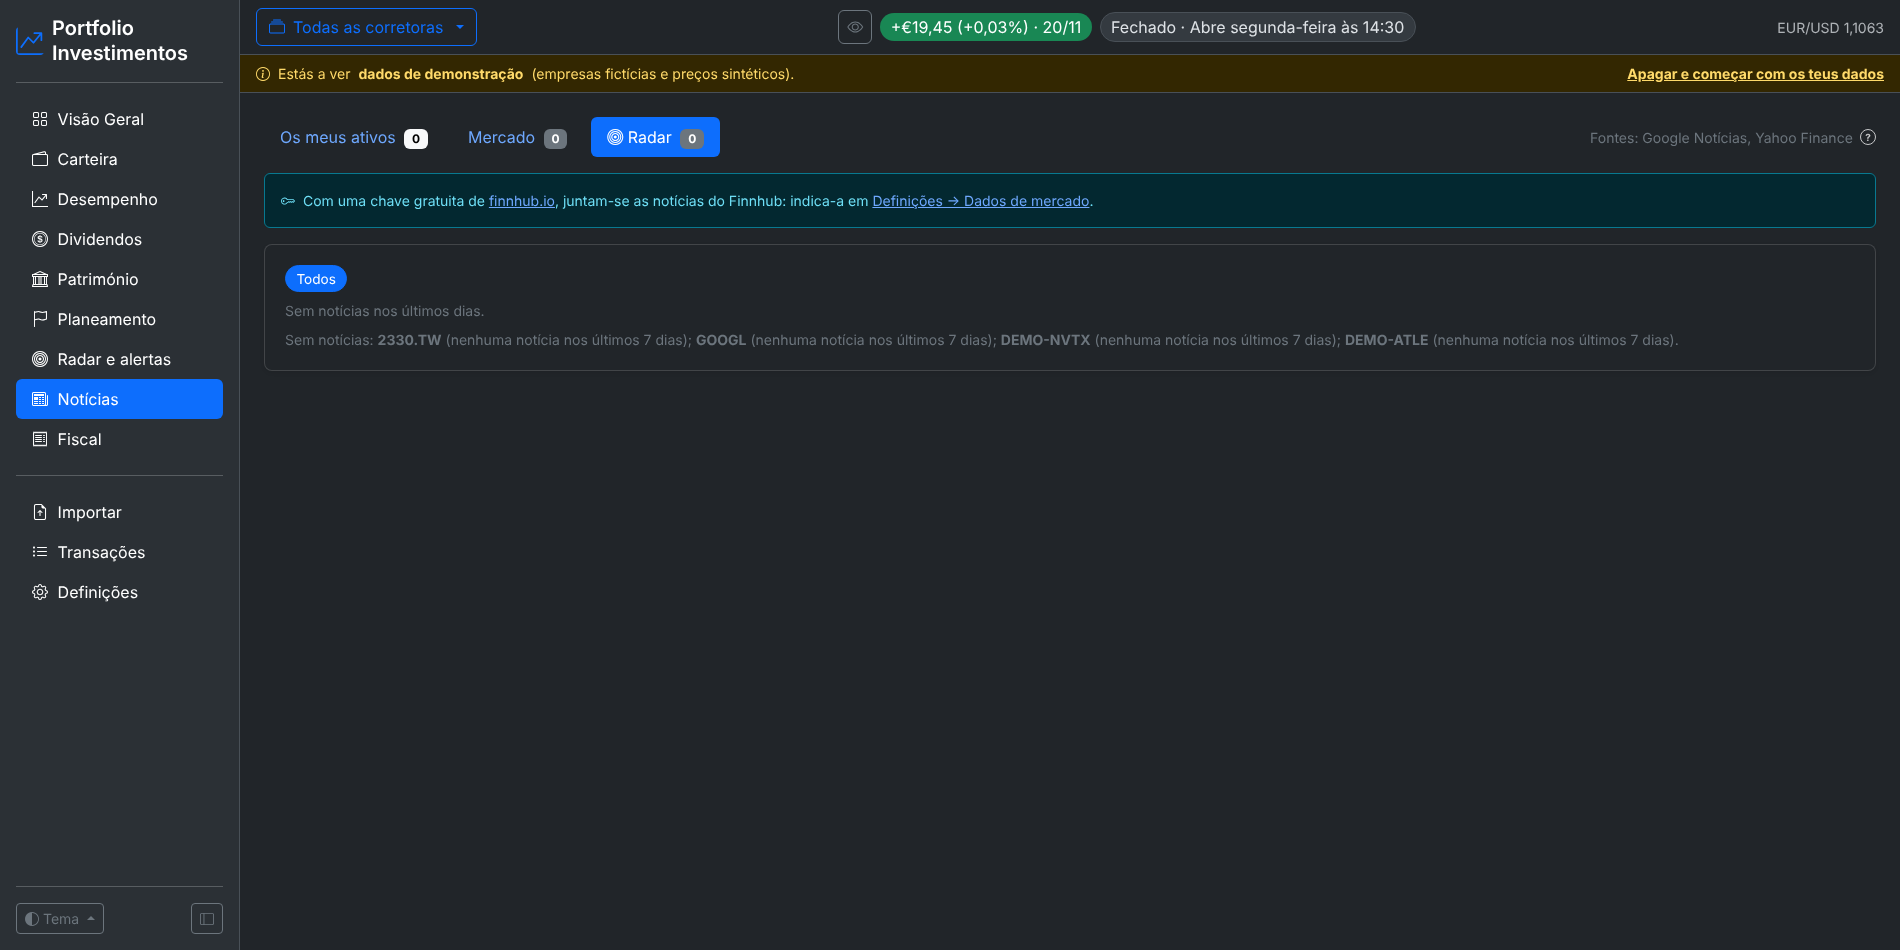 Portfolio
Investimentos
Visão Geral
Carteira
Desempenho
Dividendos
Património
Planeamento
Radar e alertas
Notícias
Fiscal
Importar
Transações
Definições
Tema
Todas as corretoras
+€19,45 (+0,03%) · 20/11
Fechado · Abre segunda-feira às 14:30
EUR/USD 1,1063
Estás a ver dados de demonstração (empresas fictícias e preços sintéticos).
Apagar e começar com os teus dados
Os meus ativos 0
Mercado 0
Radar 0
Fontes: Google Notícias, Yahoo Finance
Com uma chave gratuita de finnhub.io, juntam-se as notícias do Finnhub: indica-a em Definições → Dados de mercado.
Todos
Sem notícias nos últimos dias.
Sem notícias: 2330.TW (nenhuma notícia nos últimos 7 dias); GOOGL (nenhuma notícia nos últimos 7 dias); DEMO-NVTX (nenhuma notícia nos últimos 7 dias); DEMO-ATLE (nenhuma notícia nos últimos 7 dias).